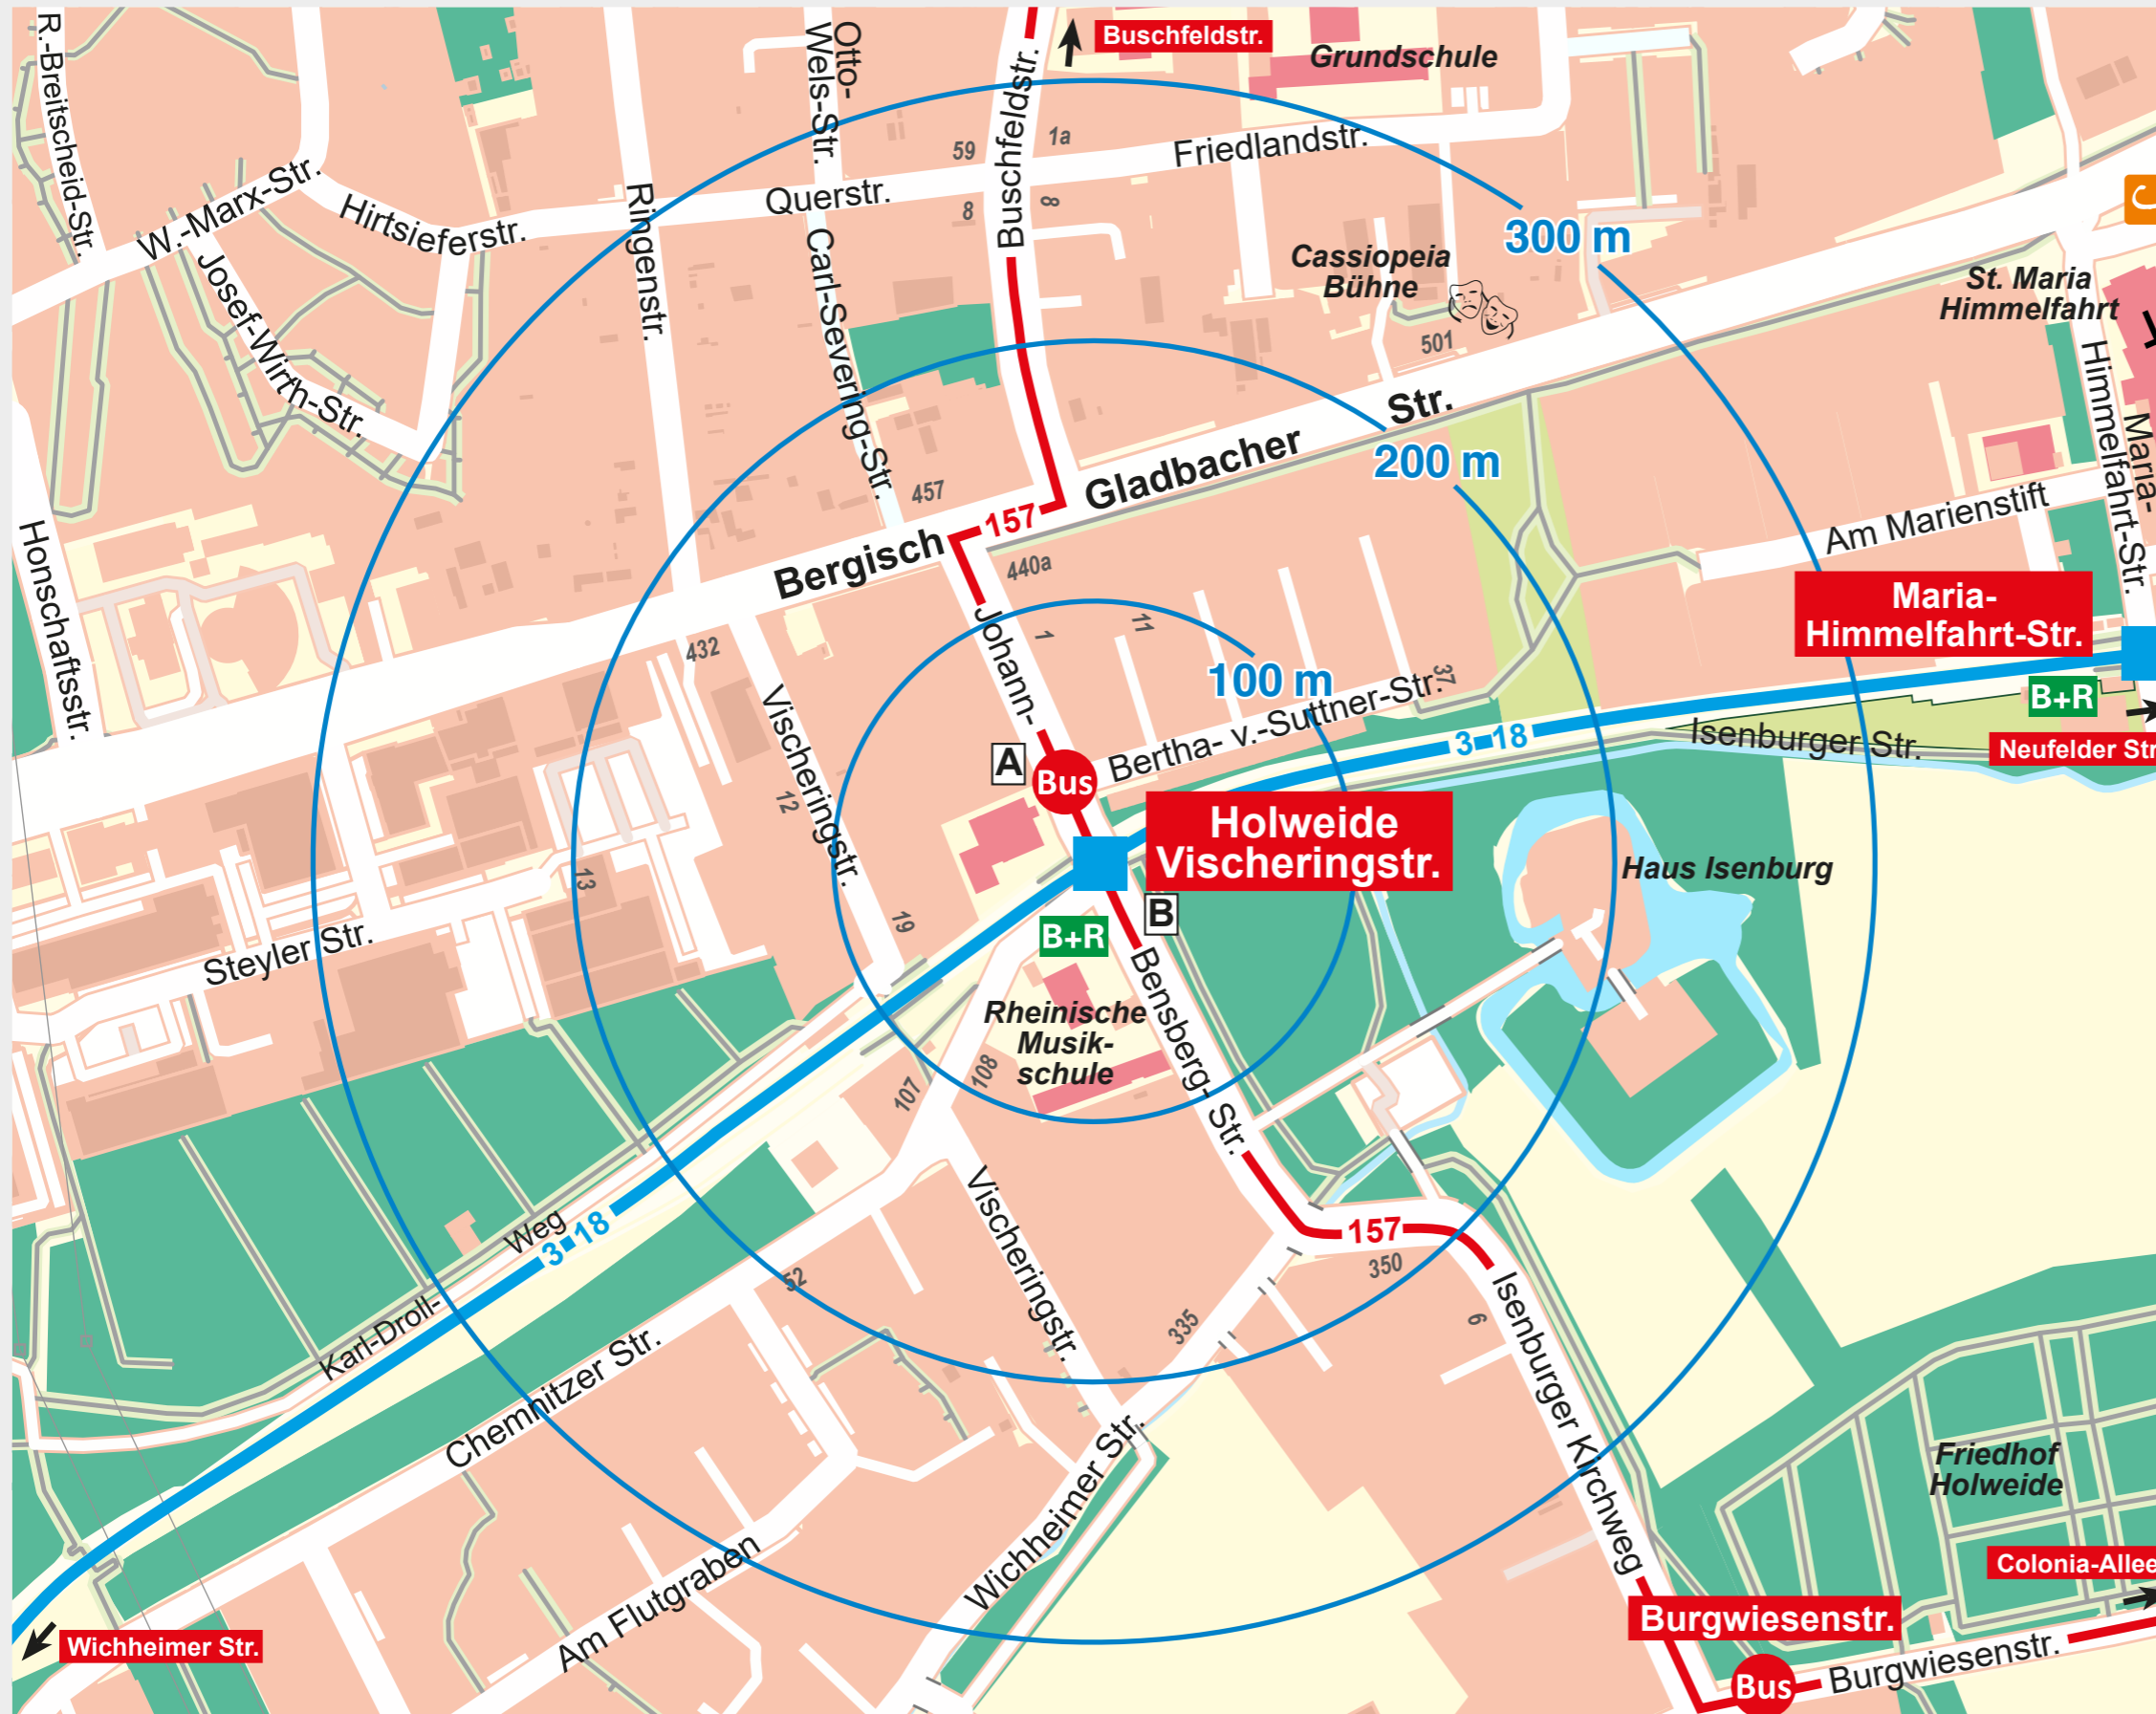 R.-Breitscheid-Str.
Otto-
Wels-Str.
Buschfeldstr.
Buschfeldstr.
Grundschule
59
1a
Friedlandstr.
W.-Marx-Str.
Hirtsieferstr.
Ringenstr.
Querstr.
8
8
300 m
Cassiopeia
Bühne
501
St. Maria
Himmelfahrt
Josef-Wirth-Str.
Carl-Severing-Str.
Maria-
Himmelfahrt-Str.
Str.
Gladbacher
200 m
457
157
Bergisch
440a
Honschaftsstr.
Am Marienstift
Maria-
Himmelfahrt-Str.
432
Johann-
1
11
100 m
37
Bertha- v.-Suttner-Str.
B+R
3 18
Isenburger Str.
Neufelder Str
Vischeringstr.
12
A
Bus
Holweide
Vischeringstr.
Haus Isenburg
13
19
B
B+R
Steyler Str.
Bensberg- Str.
Rheinische
Musik-
schule
107
108
Vischeringstr.
Weg
3 18
Karl-Droll-
52
157
350
335
6
Chemnitzer Str.
Isenburger Kirchweg
Friedhof
Holweide
Wichheimer Str.
Am Flutgraben
Colonia-Allee
Wichheimer Str.
Burgwiesenstr.
Bus
Burgwiesenstr.